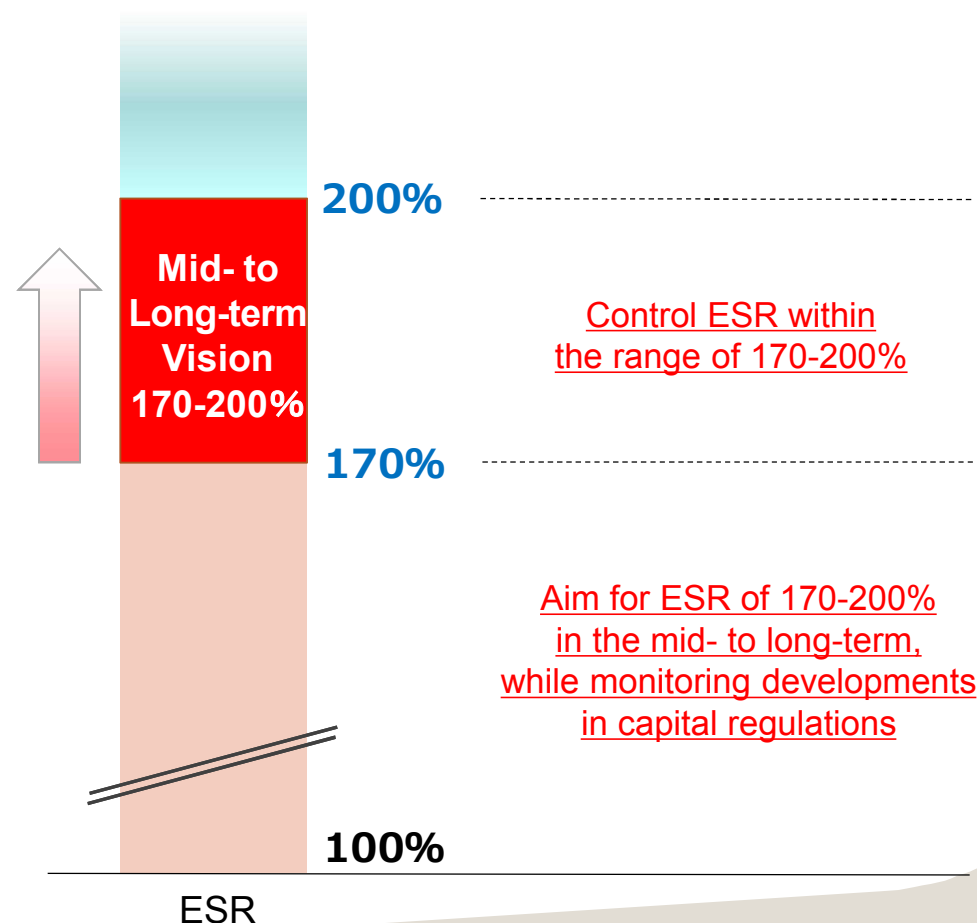 200%
Mid- to
Long-term
Vision
170-200%
Control ESR within
the range of 170-200%
170%
Aim for ESR of 170-200%
in the mid- to long-term,
while monitoring developments
in capital regulations
100%
ESR